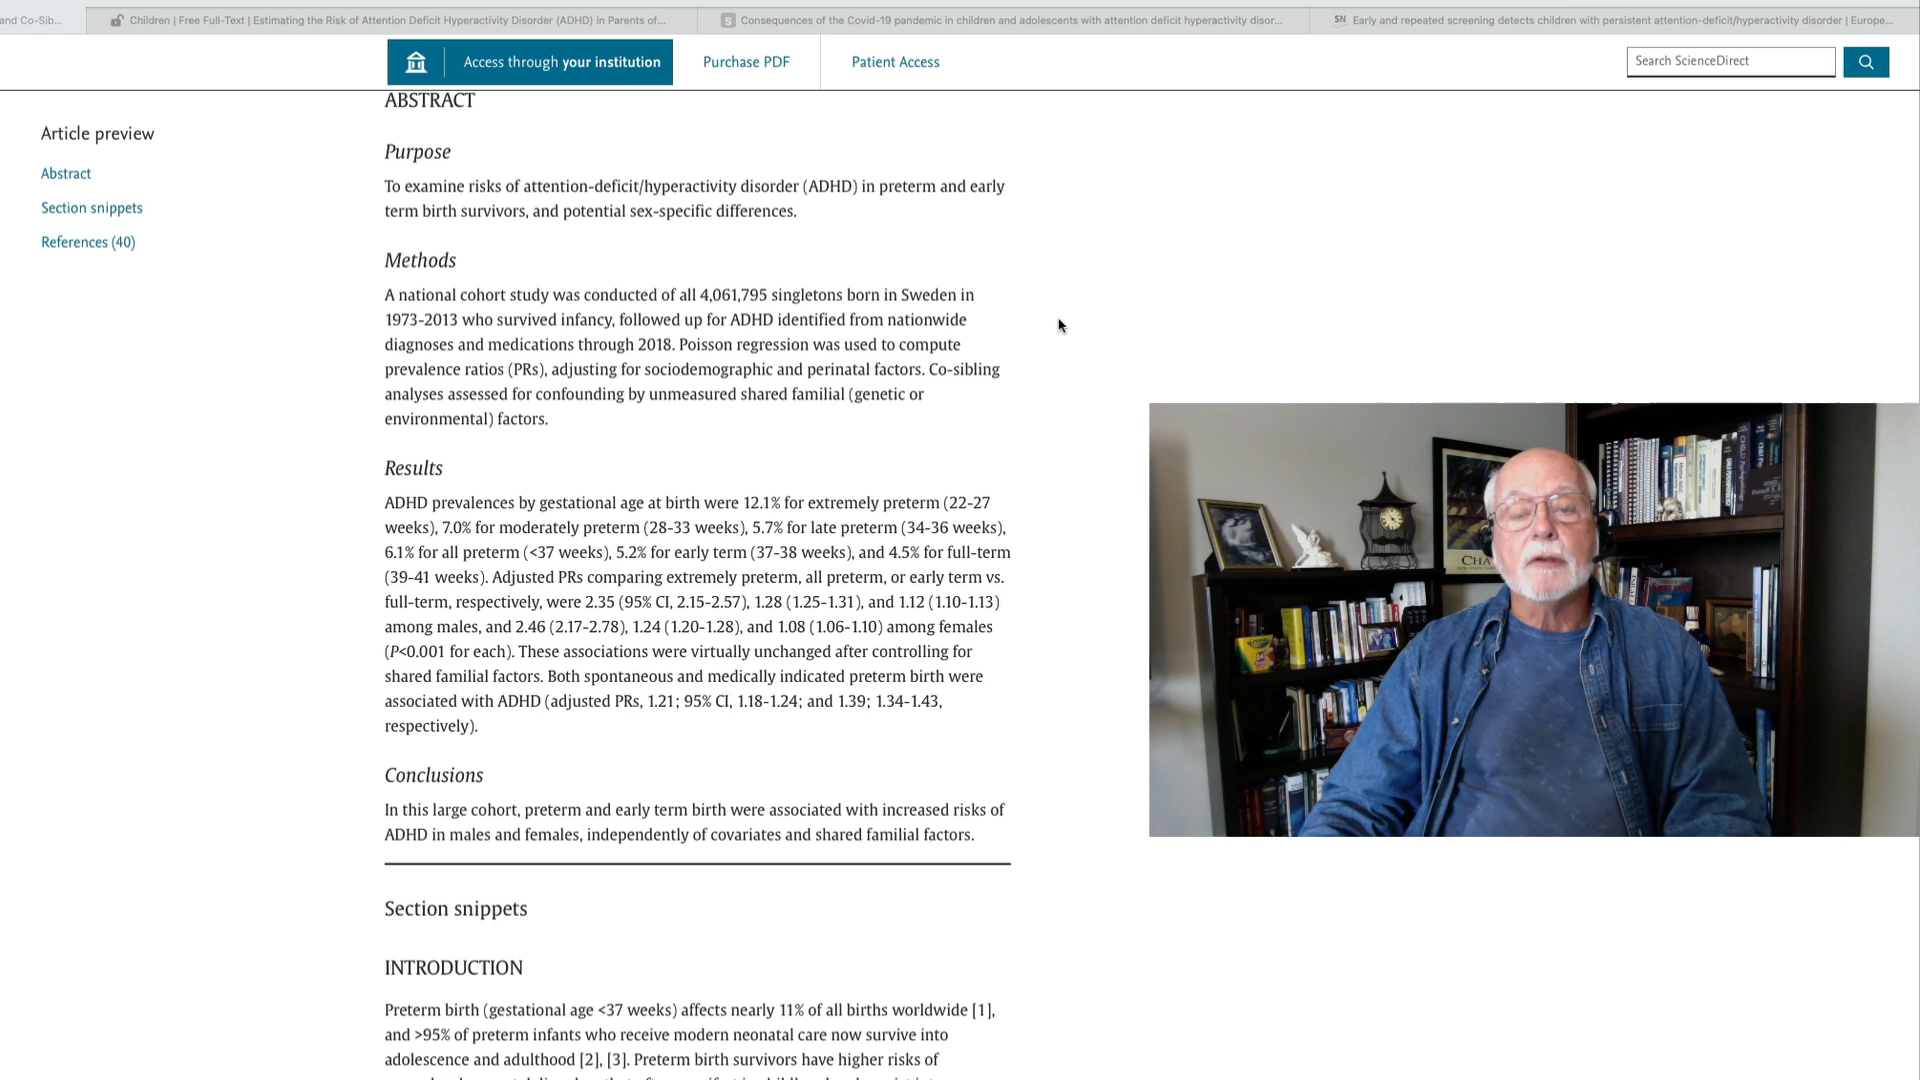 and Co-Sib...
Children | Free Full-Text | Estimating the Risk of Attention Deficit Hyperactivity Disorder (ADHD) in Parents of...
S Consequences of the Covid-19 pandemic in children and adolescents with attention deficit hyperactivity disor...
SN Early and repeated screening detects children with persistent attention-deficit/hyperactivity disorder | Europe...
Access through your institution
Purchase PDF
Patient Access
Search ScienceDirect
Article preview
Abstract
Section snippets
References (40)
ABSTRACT
Purpose
To examine risks of attention-deficit/hyperactivity disorder (ADHD) in preterm and early
term birth survivors, and potential sex-specific differences.
Methods
A national cohort study was conducted of all 4,061,795 singletons born in Sweden in
1973-2013 who survived infancy, followed up for ADHD identified from nationwide
diagnoses and medications through 2018. Poisson regression was used to compute
prevalence ratios (PRs), adjusting for sociodemographic and perinatal factors. Co-sibling
analyses assessed for confounding by unmeasured shared familial (genetic or
environmental) factors.
Results
ADHD prevalences by gestational age at birth were 12.1% for extremely preterm (22-27
weeks), 7.0% for moderately preterm (28-33 weeks), 5.7% for late preterm (34-36 weeks),
6.1% for all preterm (<37 weeks), 5.2% for early term (37-38 weeks), and 4.5% for full-term
(39-41 weeks). Adjusted PRs comparing extremely preterm, all preterm, or early term vs.
full-term, respectively, were 2.35 (95% CI, 2.15-2.57), 1.28 (1.25-1.31), and 1.12 (1.10-1.13)
among males, and 2.46 (2.17-2.78), 1.24 (1.20-1.28), and 1.08 (1.06-1.10) among females
(P<0.001 for each). These associations were virtually unchanged after controlling for
shared familial factors. Both spontaneous and medically indicated preterm birth were
associated with ADHD (adjusted PRs, 1.21; 95% CI, 1.18-1.24; and 1.39; 1.34-1.43,
respectively).
Conclusions
In this large cohort, preterm and early term birth were associated with increased risks of
ADHD in males and females, independently of covariates and shared familial factors.
Section snippets
INTRODUCTION
Preterm birth (gestational age <37 weeks) affects nearly 11% of all births worldwide [1],
and >95% of preterm infants who receive modern neonatal care now survive into
adolescence and adulthood [2], [3]. Preterm birth survivors have higher risks of
CHA